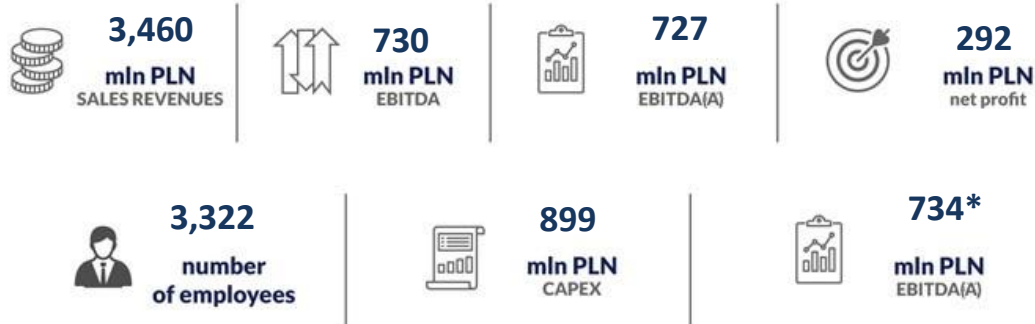 3,460
mln PLN
SALES REVENUES
730
mln PLN
EBITDA
727
mln PLN
EBITDA(A)
292
mln PLN
net profit
3,322
number
of employees
899
mln PLN
CAPEX
734*
mln PLN
EBITDA(A)